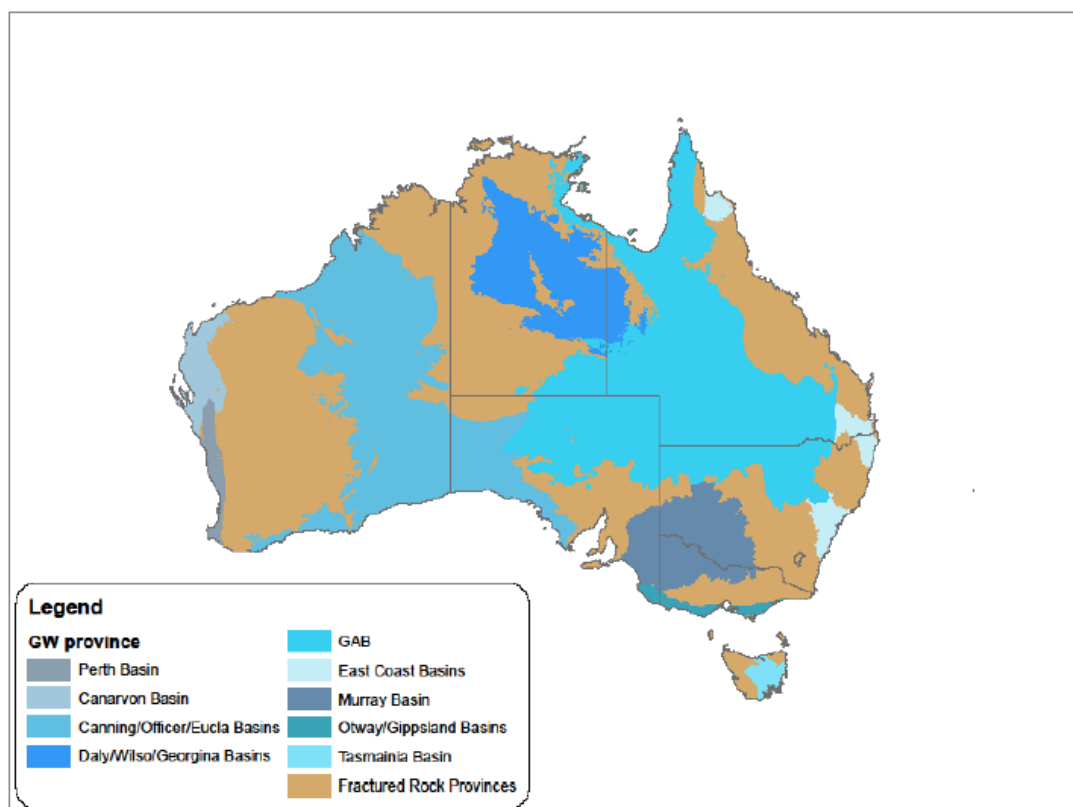 Legend
GW province
Perth Basin
Canarvon Basin
Canning/Officer/Eucla Basins
Daly/Wilso/Georgina Basins
GAB
East Coast Basins
Murray Basin
Otway/Gippsland Basins
Tasmainia Basin
Fractured Rock Provinces